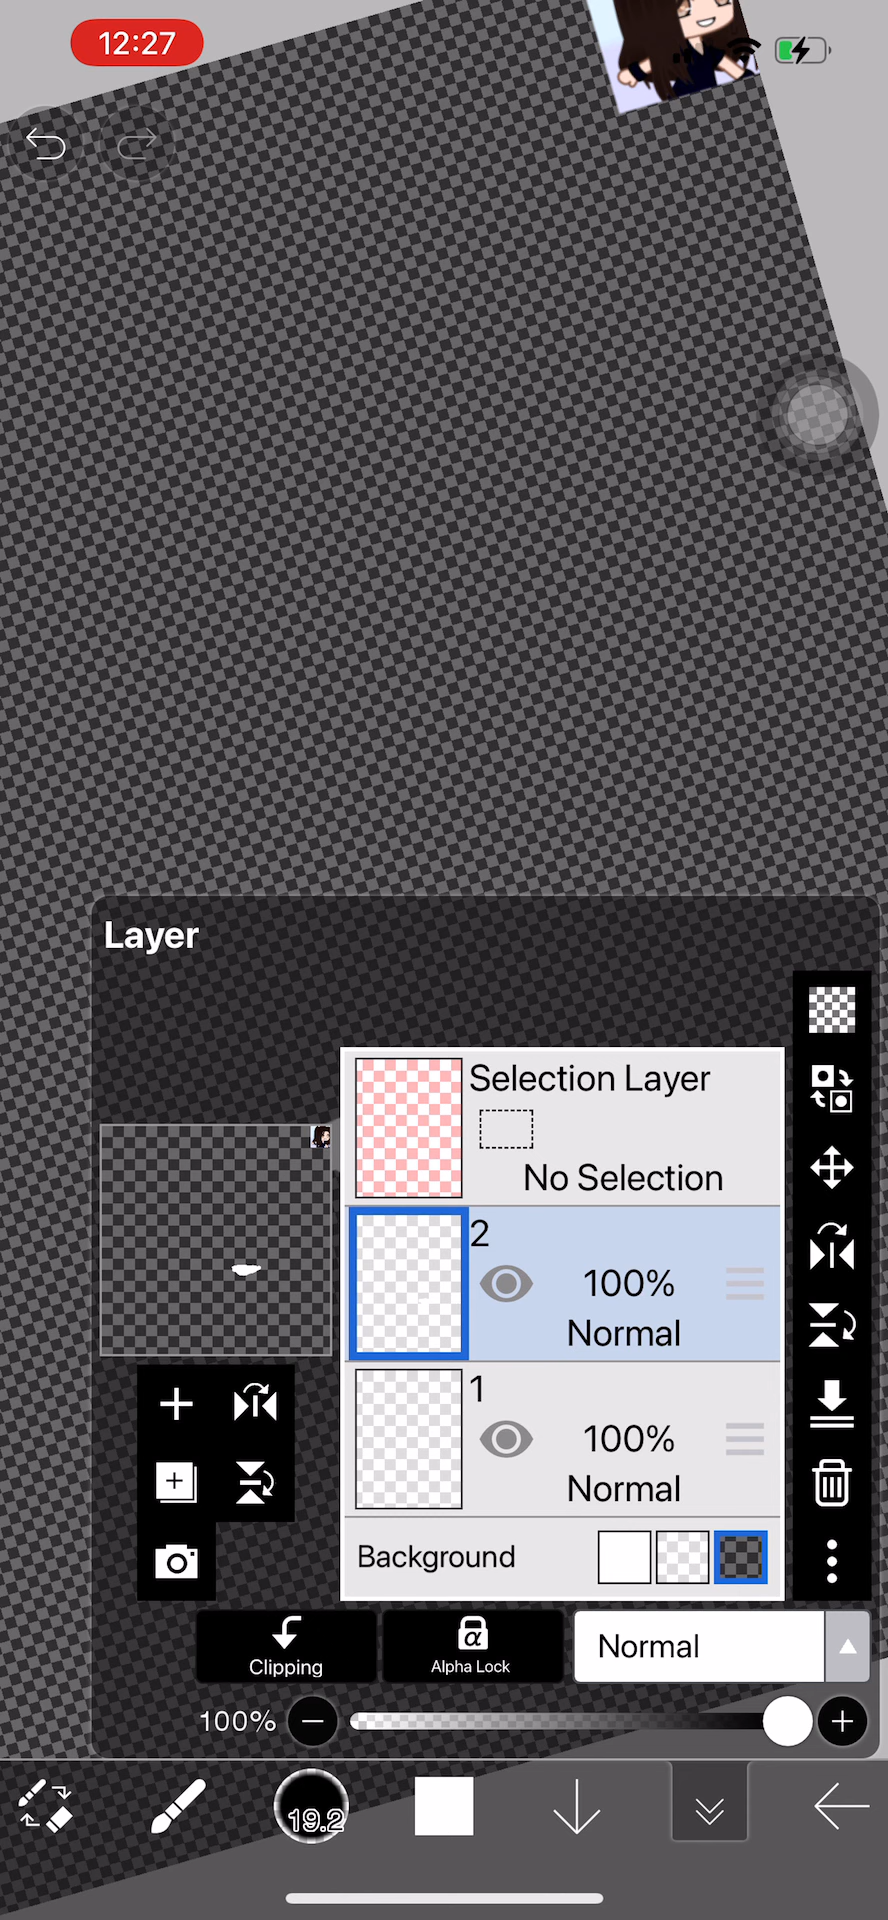 12:27
Layer
Selection Layer
No Selection
2
100%
Normal
1
100%
Normal
Background
Clipping
α
Alpha Lock
Normal
100%
19.2